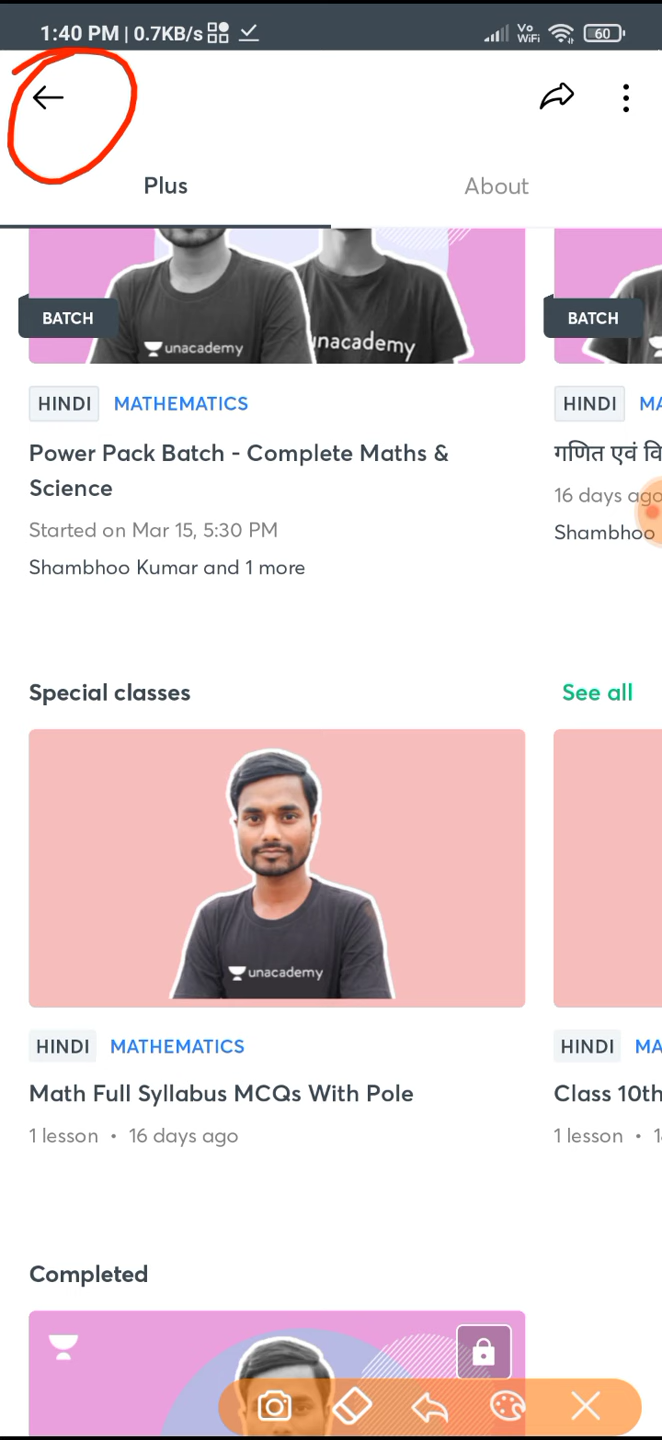 1:40 PM | 0.7KB/s
Vo
WiFi
60
Plus
About
unacademy
unacademy
BATCH
BATCH
HINDI MATHEMATICS
Power Pack Batch - Complete Maths &
Science
Started on Mar 15, 5:30 PM
Shambhoo Kumar and 1 more
HINDI
गणित एवं
16 days ago
Shambhoo
Special classes
See all
unacademy
HINDI MATHEMATICS
Math Full Syllabus MCQs With Pole
1 lesson • 16 days ago
HINDI
Class 10th
1 lesson •
Completed